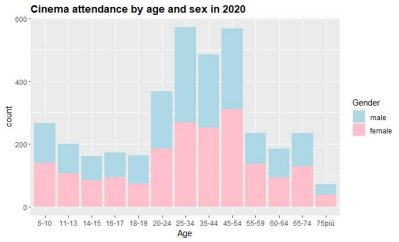 Cinema attendance by age and sex in 2020
600
400
200
0
count
6-10 11-13 14-15 16-17 18-19 20-24 25-34 35-44 45-54 55-59 60-64 65-74 75più
Age
Gender
male
female